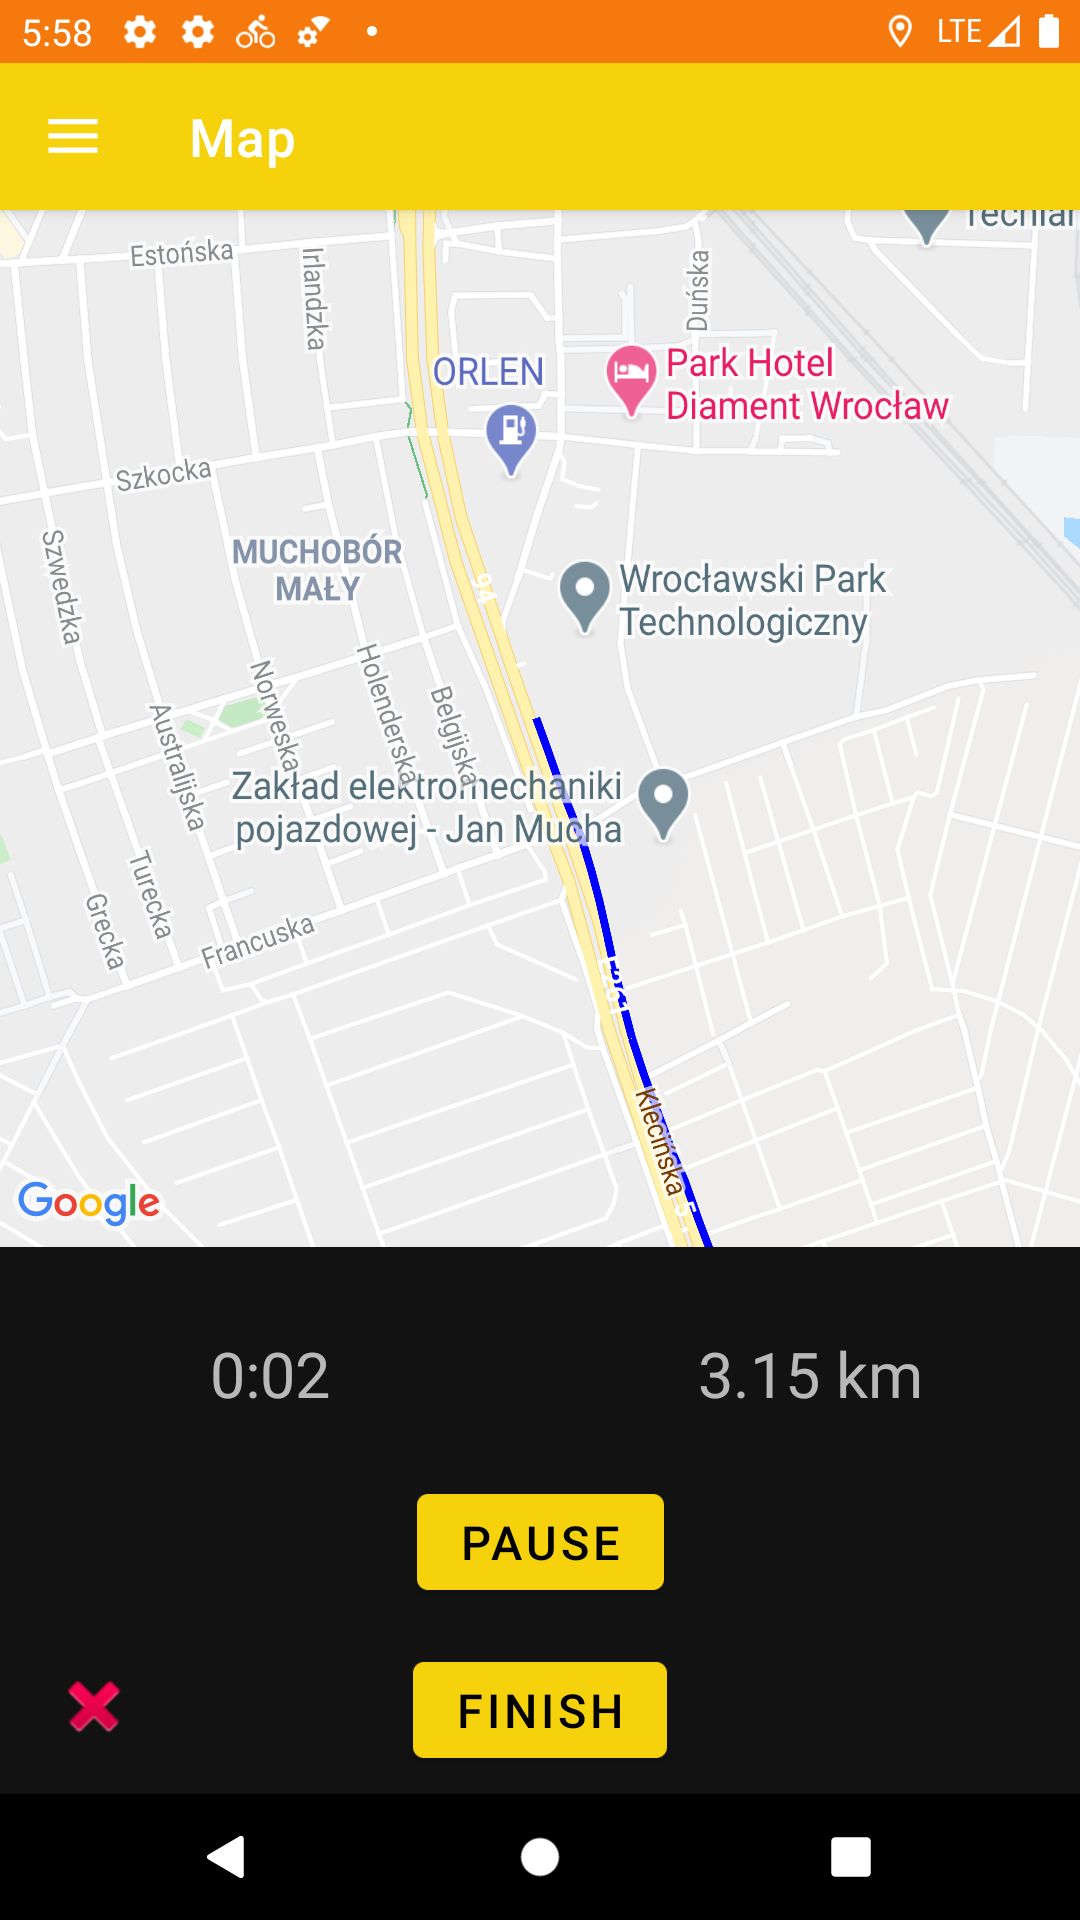 5:58
LTE
Map
Estońska
Irlandzka
Duńska
ORLEN
Park Hotel
Diament Wrocław
Szkocka
Szwedzka
MUCHOBÓR
MAŁY
94
Wrocławski Park
Technologiczny
Norweska
Holenderska
Belgijska
Australijska
Zakład elektromechaniki
pojazdowej - Jan Mucha
Turecka
Grecka
Francuska
Klecińska
Google
0:02
3.15 km
PAUSE
FINISH